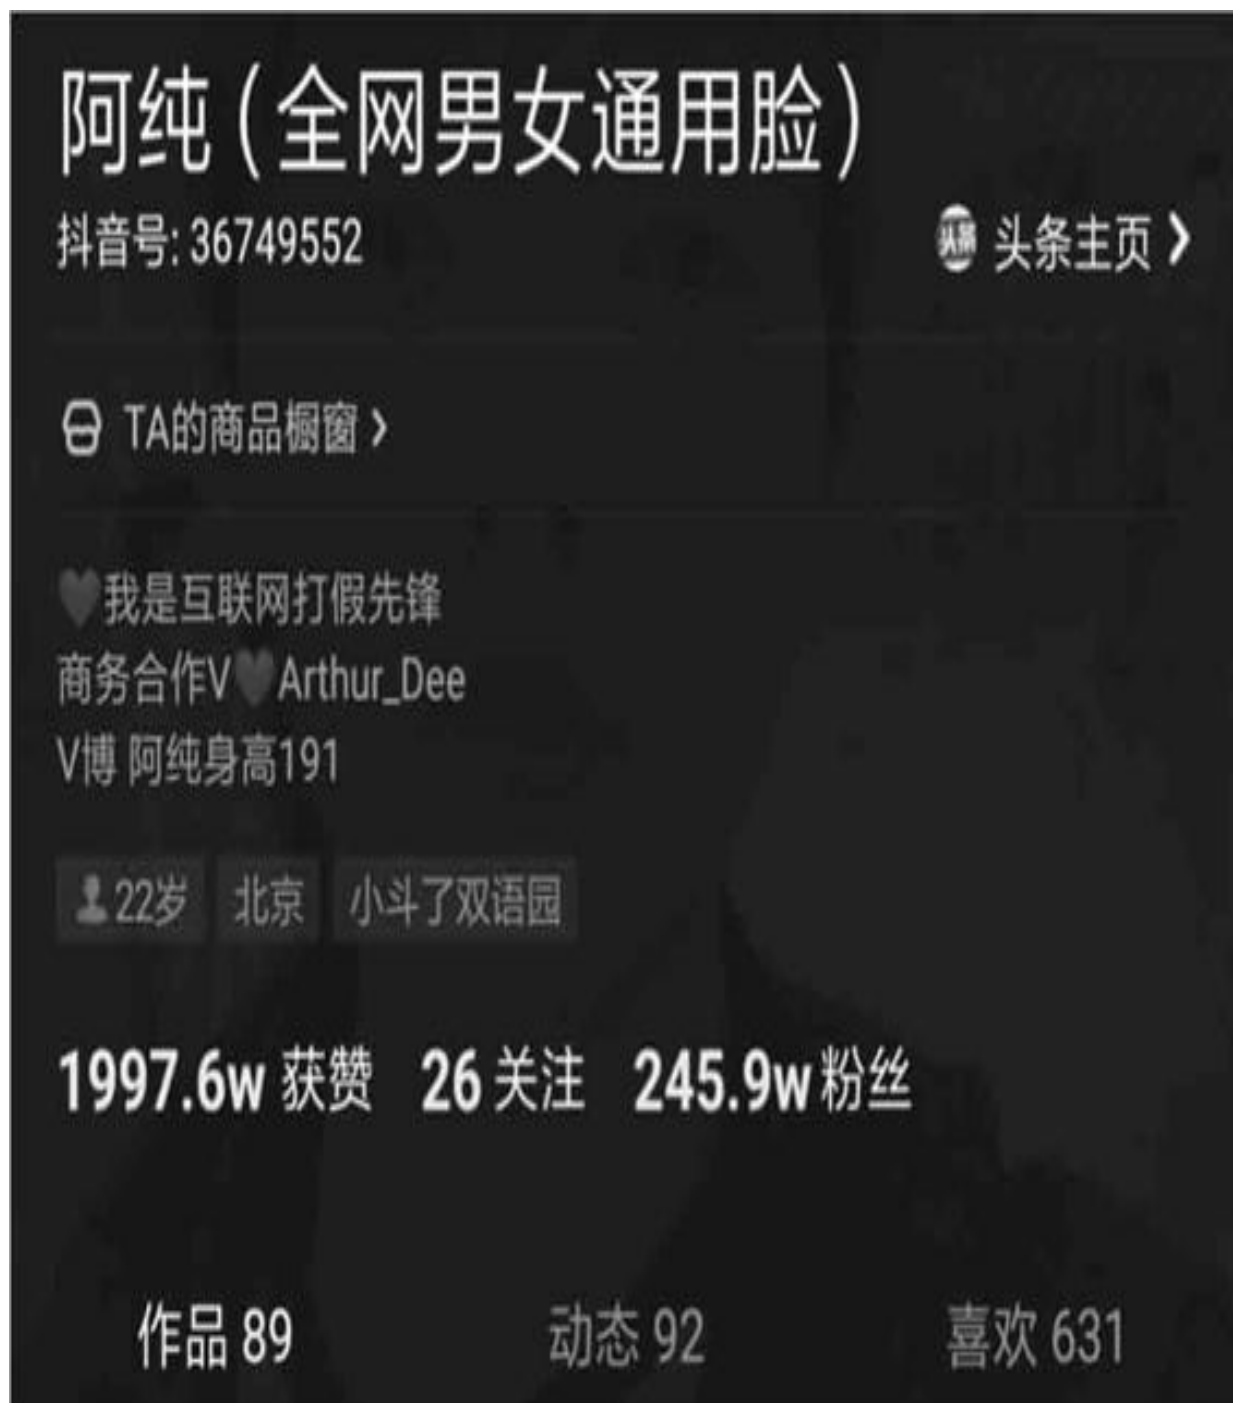 阿纯(全网男女通用脸)
抖音号: 36749552
头条 头条主页
TA的商品橱窗
我是互联网打假先锋
商务合作V Arthur_Dee
V博 阿纯身高191
22岁 北京 小斗了双语园
1997.6w 获赞 26 关注 245.9w 粉丝
作品 89 动态 92 喜欢 631